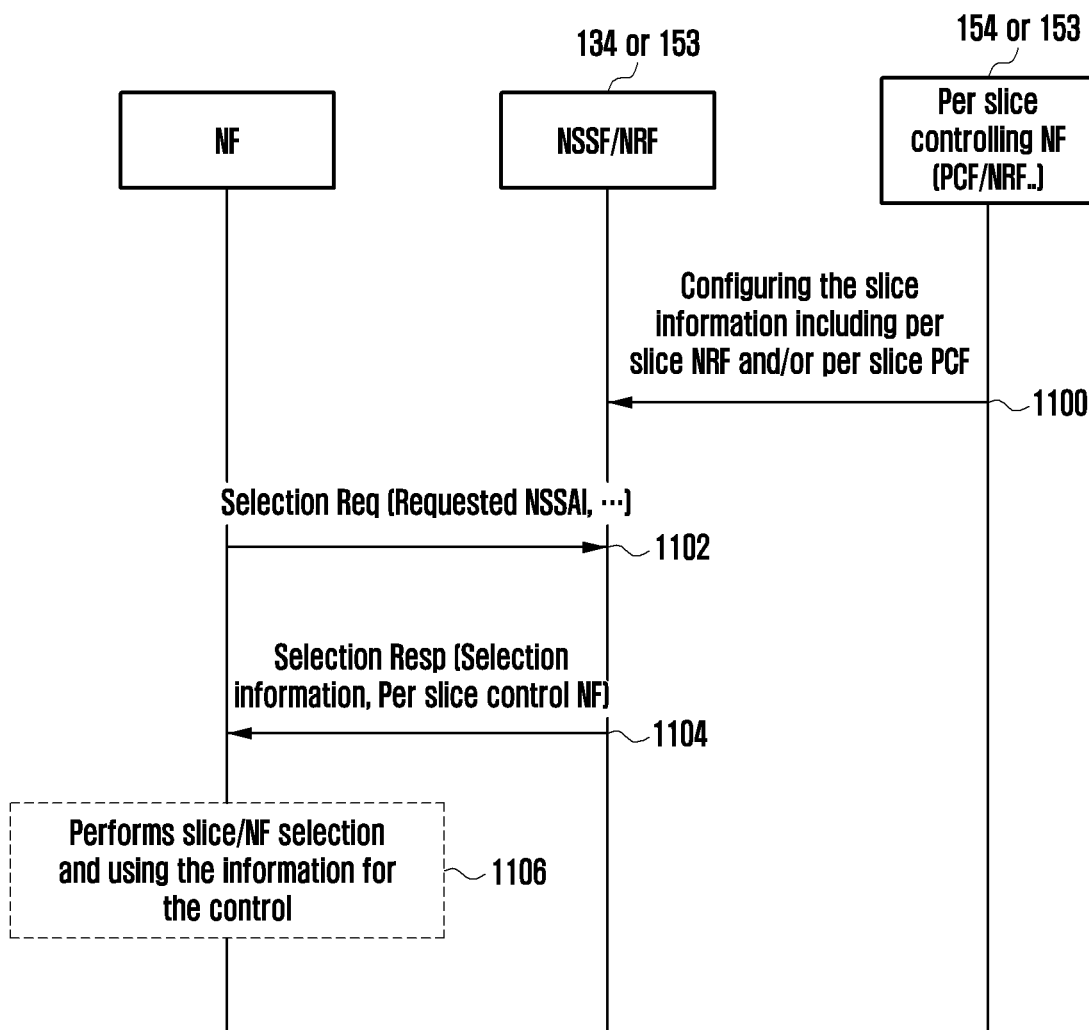 134 or 153
154 or 153
NF
NSSF/NRF
Per slice
controlling NF
(PCF/NRF..)
Configuring the slice
information including per
slice NRF and/or per slice PCF
1100
Selection Req (Requested NSSAI, ···)
1102
Selection Resp (Selection
information, Per slice control NF)
1104
Performs slice/NF selection
and using the information for
the control
1106